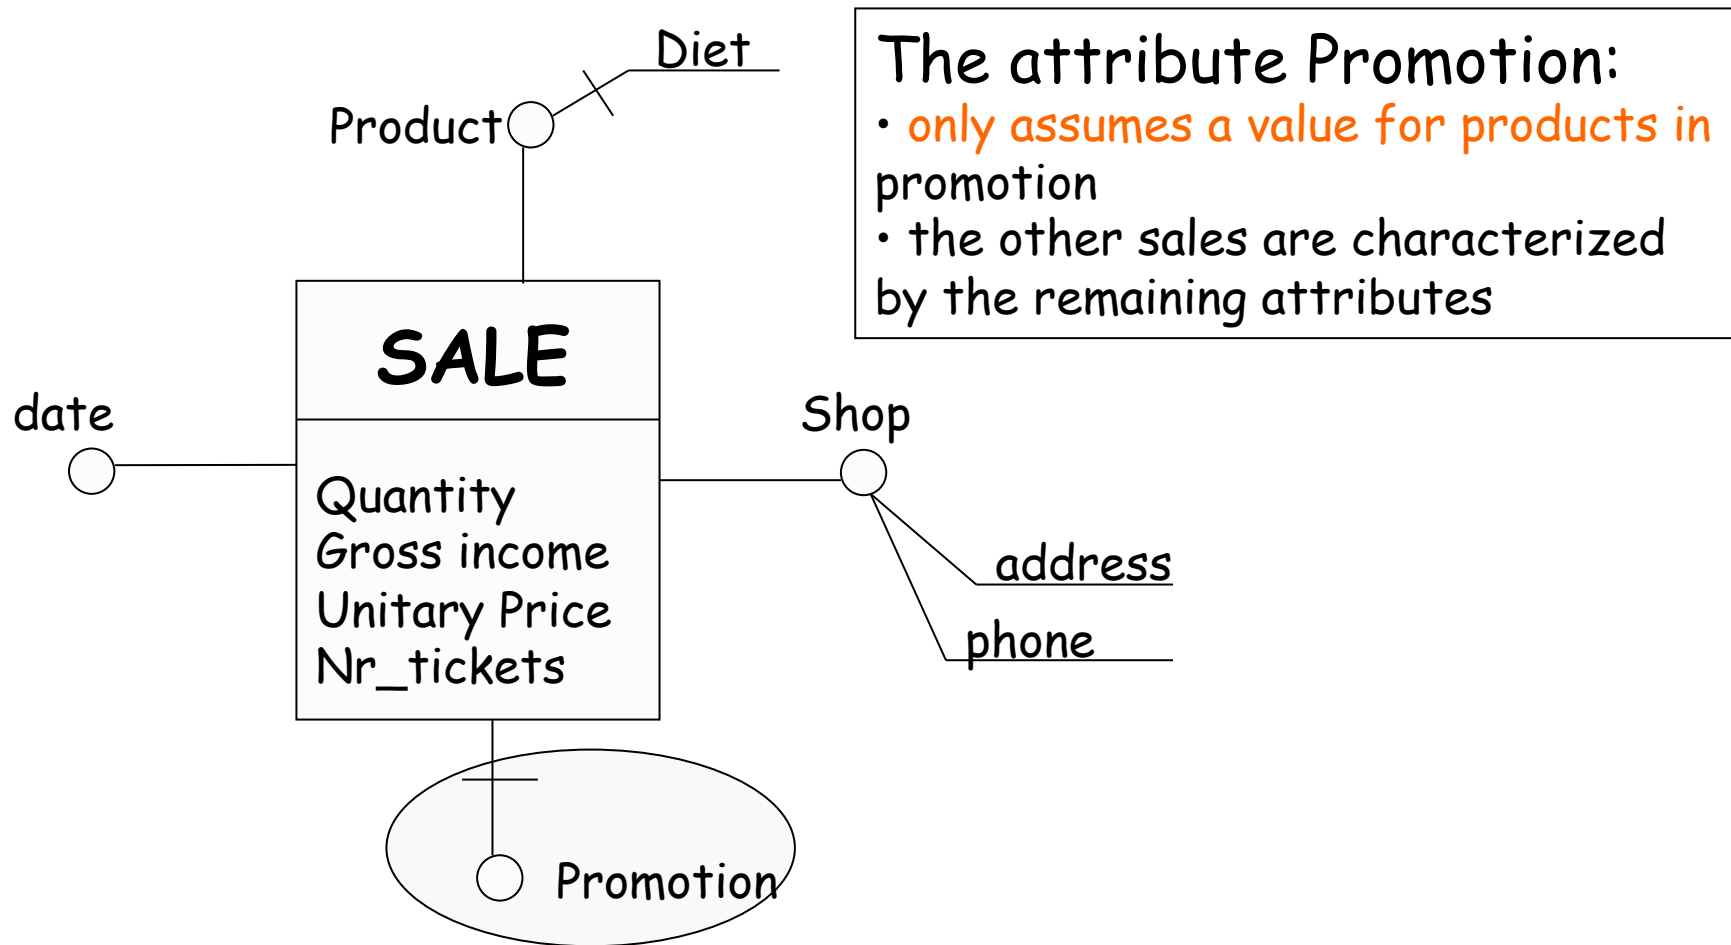 Diet
Product
The attribute Promotion:
• only assumes a value for products in
promotion
• the other sales are characterized
by the remaining attributes
SALE
date
Shop
Quantity
Gross income
Unitary Price
Nr_tickets
address
phone
Promotion